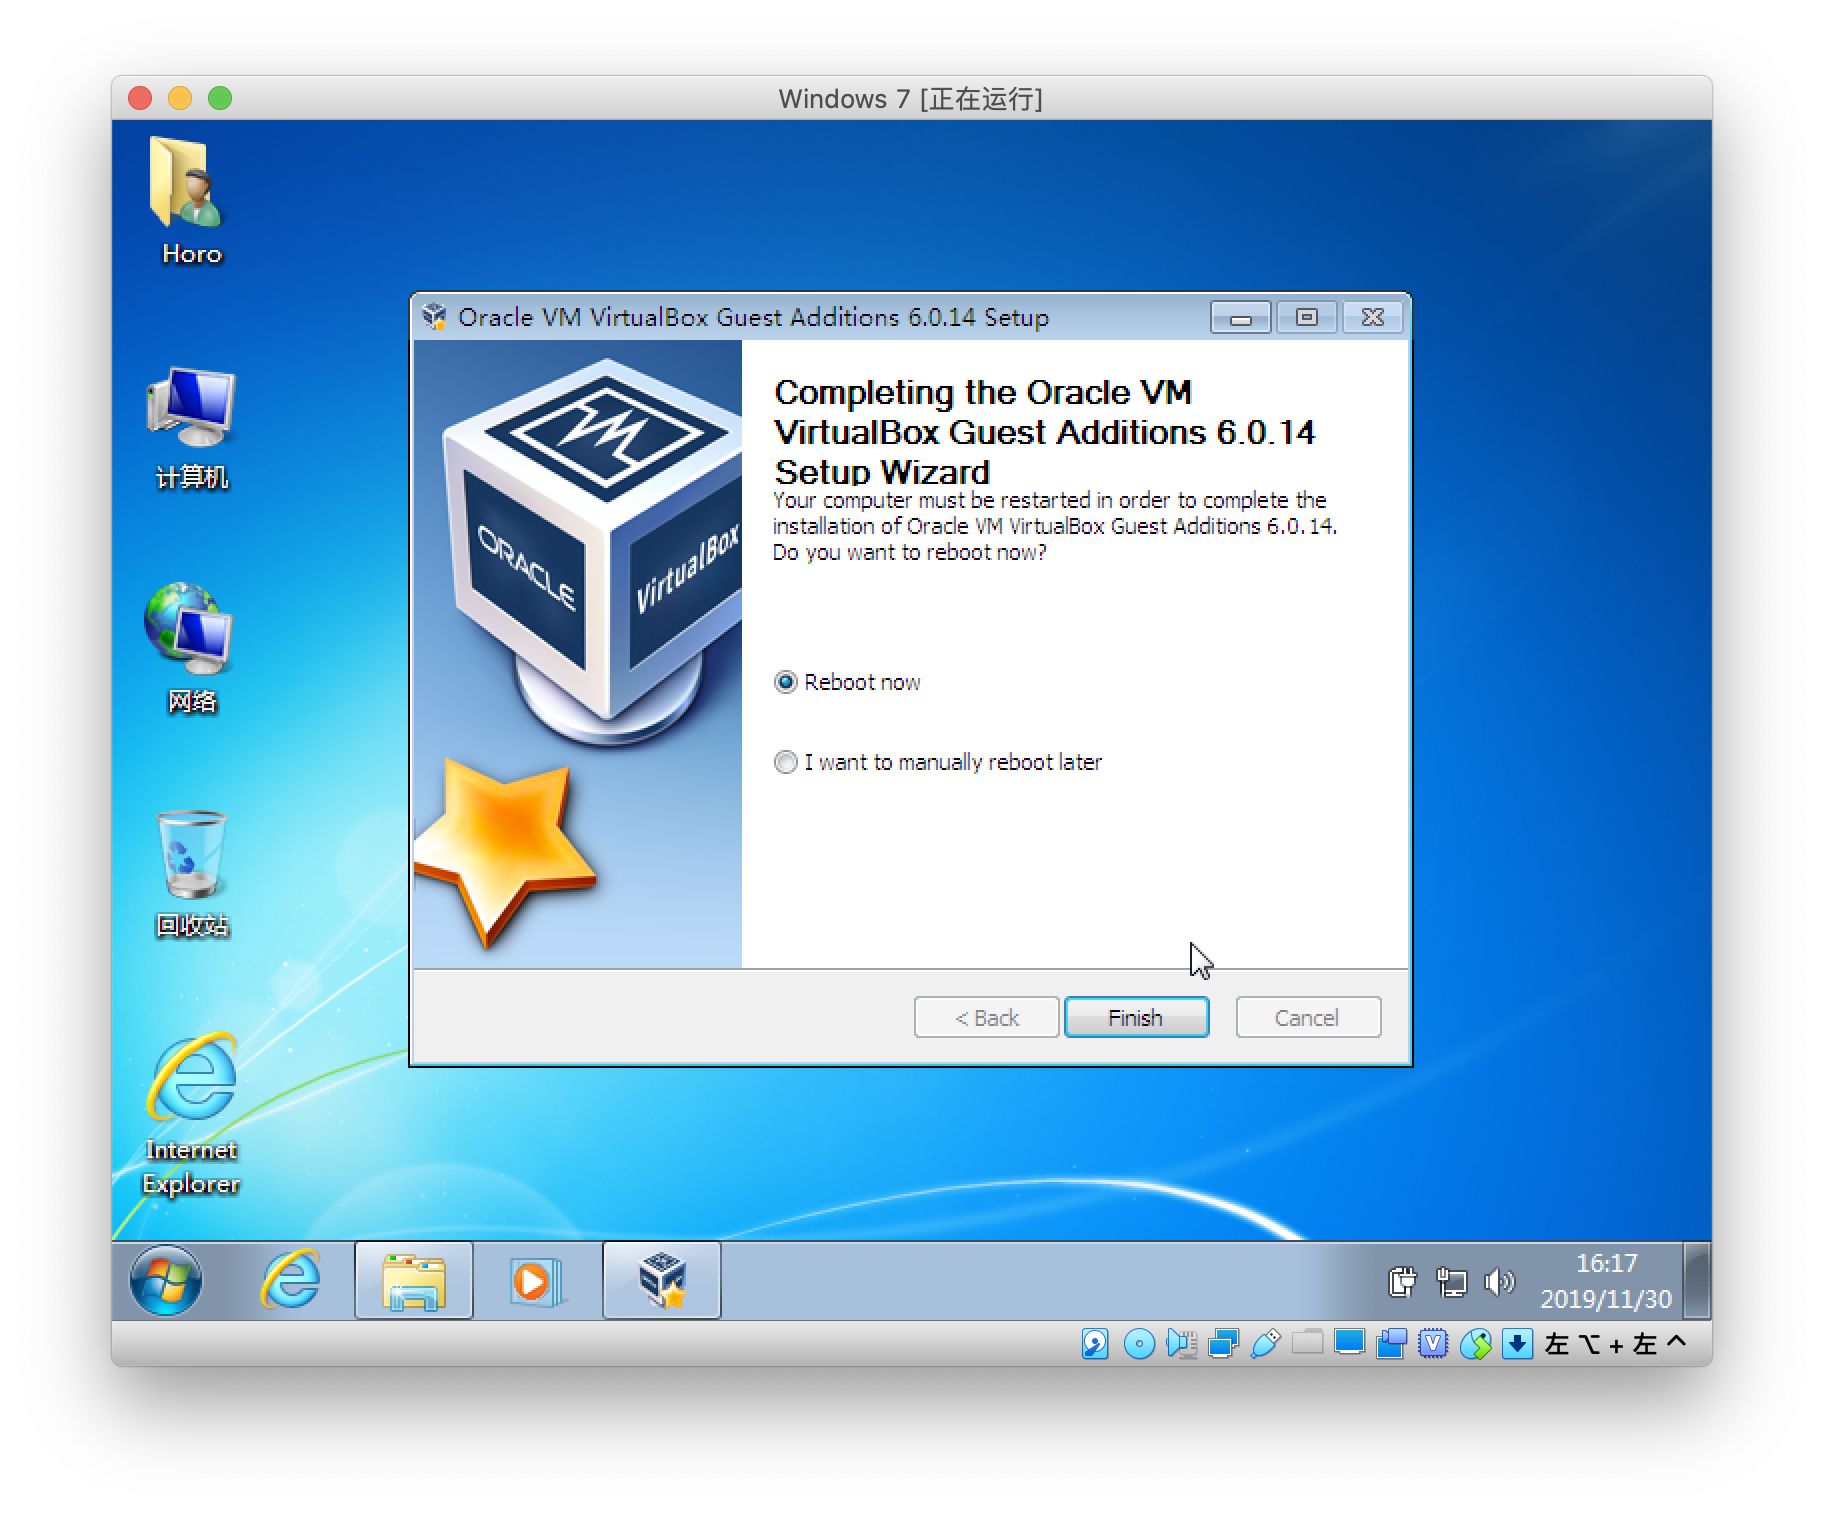 Windows 7 [正在运行]
Horo
计算机
网络
回收站
Internet
Explorer
Oracle VM VirtualBox Guest Additions 6.0.14 Setup
ORACLE
VirtualBox
Completing the Oracle VM
VirtualBox Guest Additions 6.0.14
Setup Wizard
Your computer must be restarted in order to complete the
installation of Oracle VM VirtualBox Guest Additions 6.0.14.
Do you want to reboot now?
Reboot now
I want to manually reboot later
< Back
Finish
Cancel
16:17
2019/11/30
左 ⌥ + 左 ^